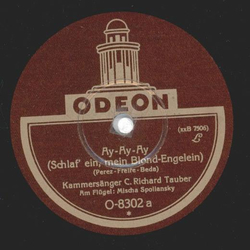 ODEON
(xxB 7506)
L
Ay-Ay-Ay
(Schlaf' ein, mein Blond-Engelein)
(Perez-Freire-Beda)
Kammersänger C. Richard Tauber
Am Flügel: Mischa Spoliansky
O-8302 a